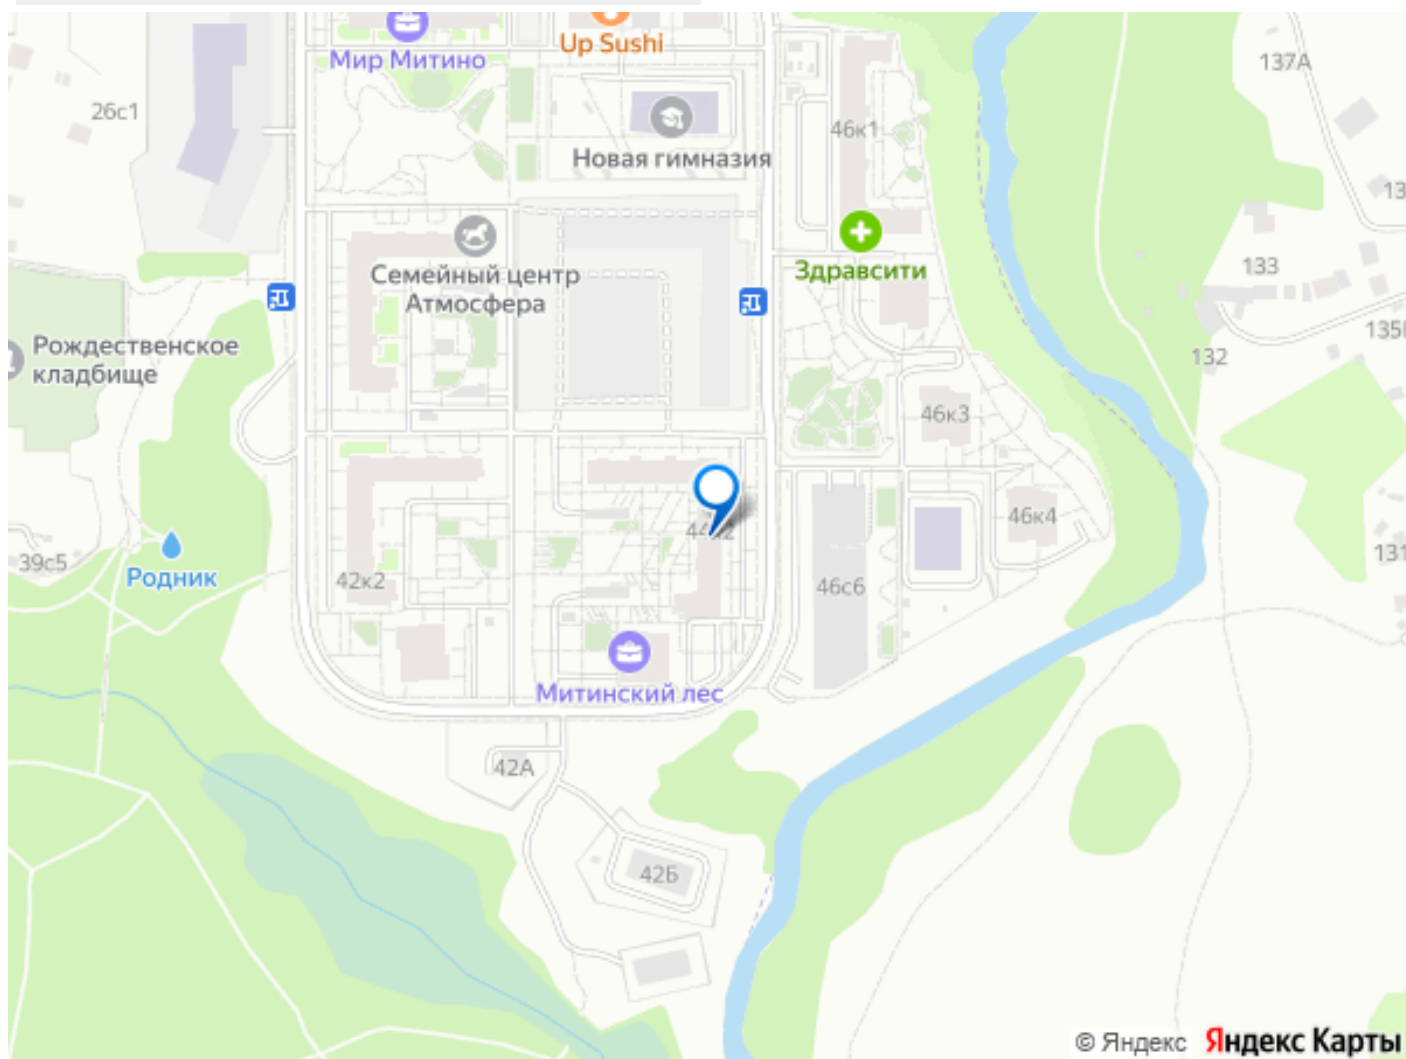 Up Sushi
Мир Митино
137А
26с1
46к1
Новая гимназия
Здравсити
Семейный центр
Атмосфера
133
Рождественское
кладбище
132
46к3
46к4
39с5
Родник
42к2
46с6
131
Митинский лес
42А
42Б
© Яндекс Яндекс Карты